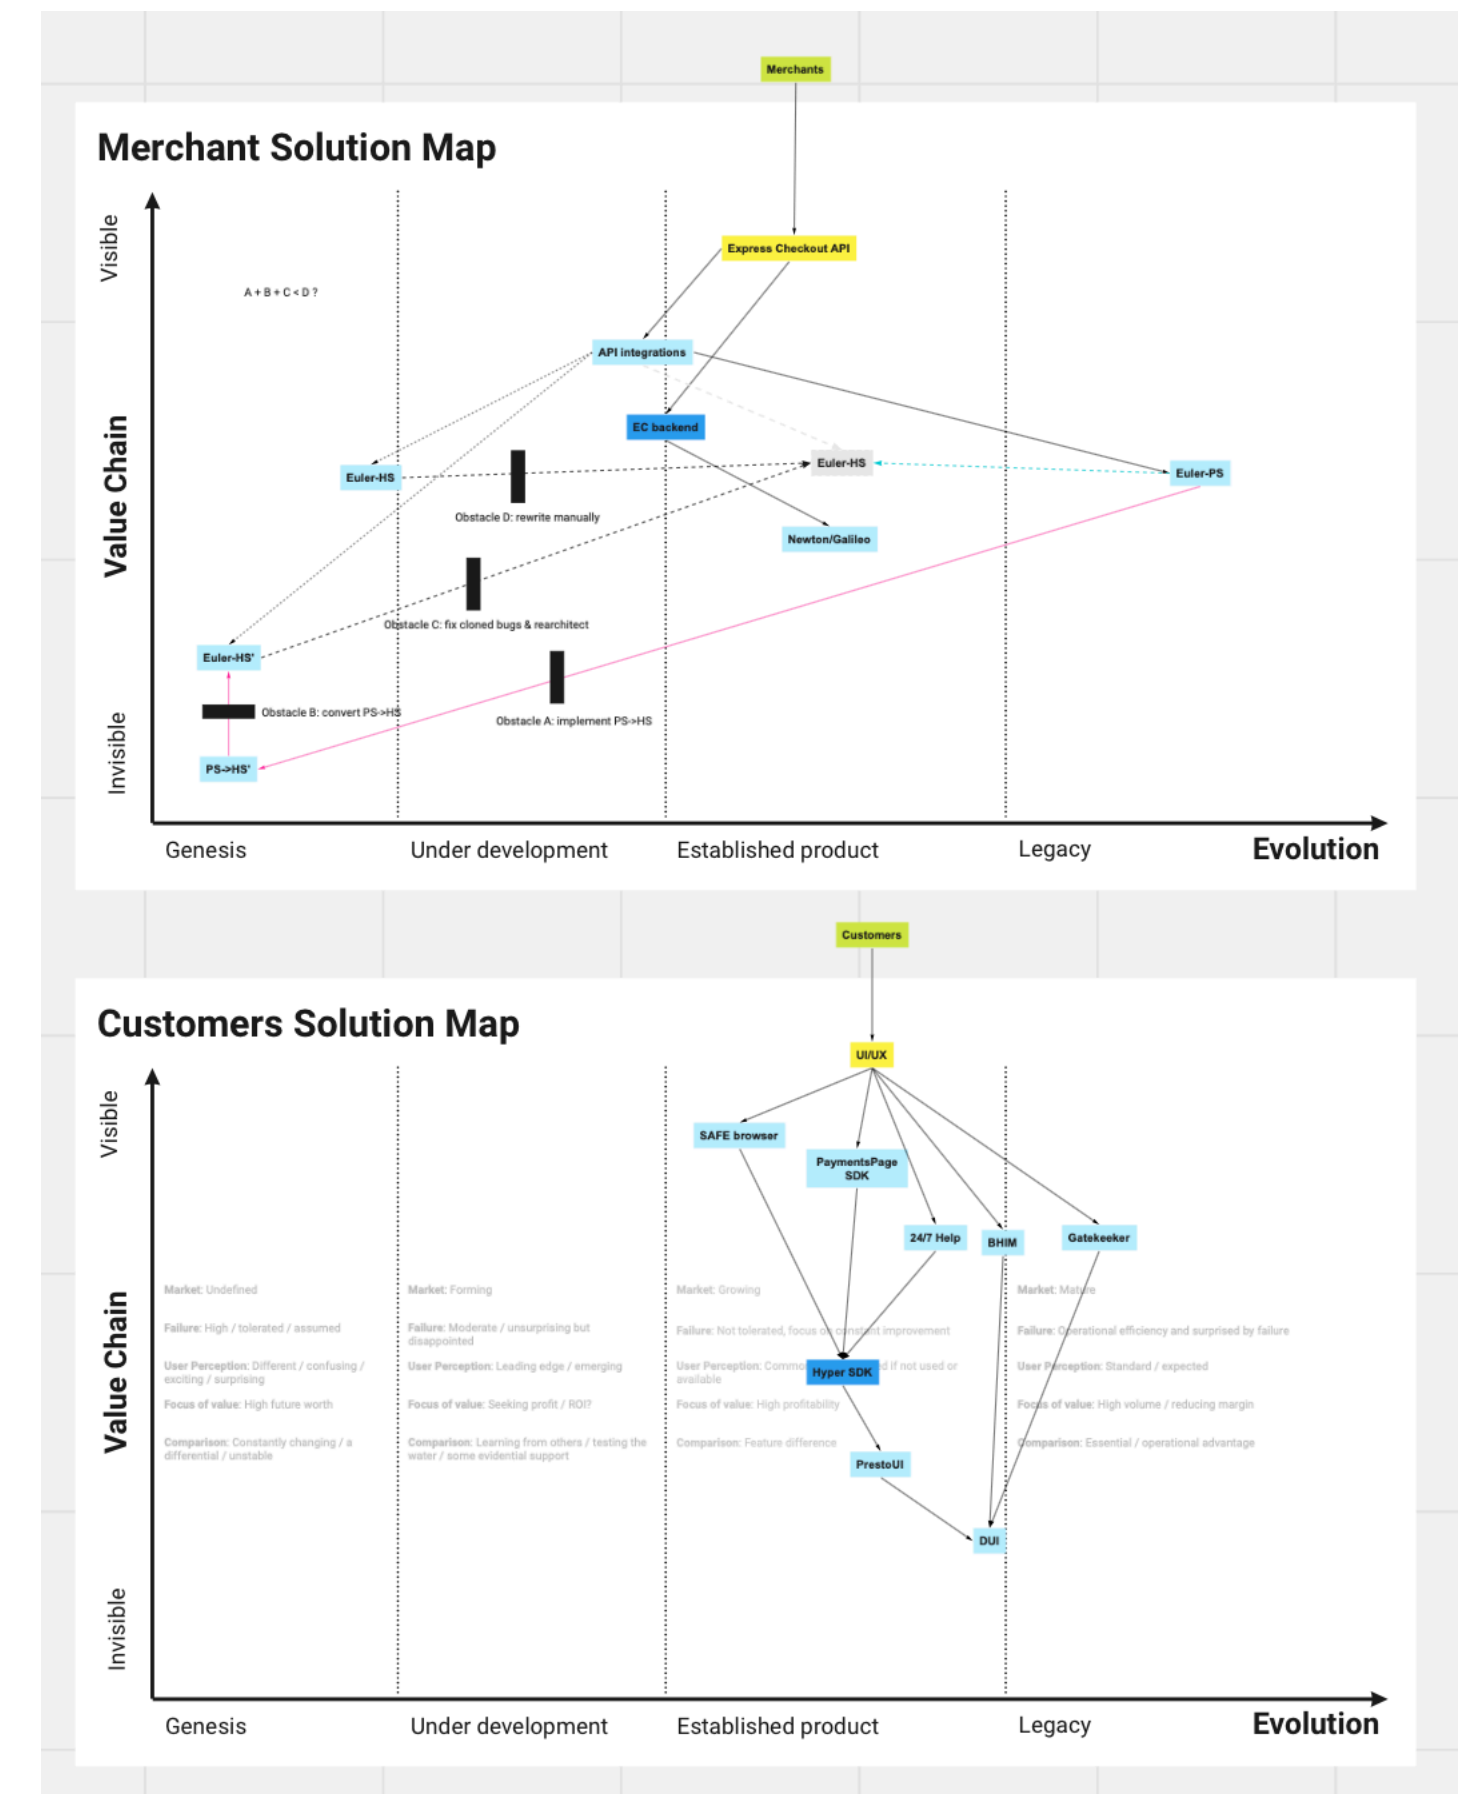 Merchants
Merchant Solution Map
Visible
Express Checkout API
A + B + C < D ?
API integrations
EC backend
Value Chain
Euler-HS
Euler-HS
Euler-PS
Obstacle D: rewrite manually
Newton/Galileo
Obstacle C: fix cloned bugs & rearchitect
Euler-HS'
Obstacle B: convert PS->HS
Obstacle A: implement PS->HS
Invisible
PS->HS'
Genesis
Under development
Established product
Legacy
Evolution
Customers
Customers Solution Map
UI/UX
Visible
SAFE browser
PaymentsPage
SDK
24/7 Help
BHIM
Gatekeeker
Value Chain
Market: Undefined
Failure: High / tolerated / assumed
User Perception: Different / confusing /
exciting / surprising
Focus of value: High future worth
Comparison: Constantly changing / a
differential / unstable
Market: Forming
Failure: Moderate / unsurprising but
disappointed
User Perception: Leading edge / emerging
Focus of value: Seeking profit / ROI?
Comparison: Learning from others / testing the
water / some evidential support
Market: Growing
Failure: Not tolerated, focus on constant improvement
User Perception: if not used or
available
Focus of value: High profitability
Comparison: Feature difference
Market: Mature
Failure: Operational efficiency and surprised by failure
User Perception: Standard / expected
Focus of value: High volume / reducing margin
Comparison: Essential / operational advantage
Hyper SDK
PrestoUI
DUI
Invisible
Genesis
Under development
Established product
Legacy
Evolution